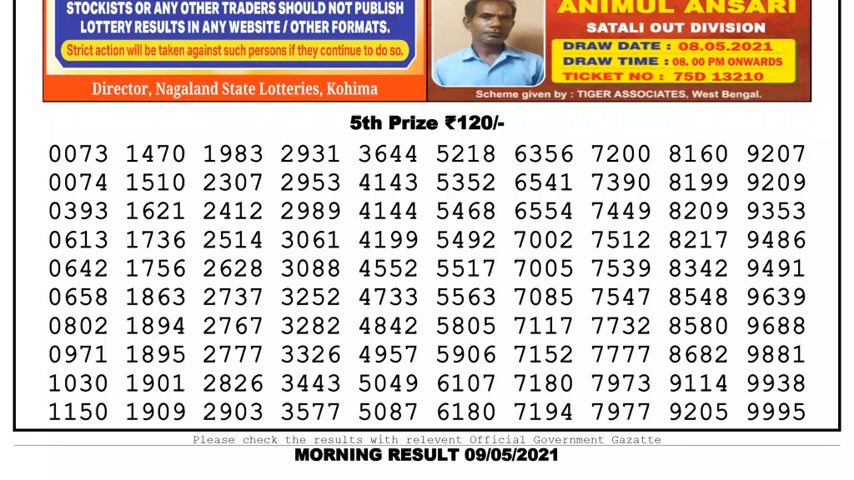 STOCKISTS OR ANY OTHER TRADERS SHOULD NOT PUBLISH
LOTTERY RESULTS IN ANY WEBSITE / OTHER FORMATS.
Strict action will be taken against such persons if they continue to do so.
Director, Nagaland State Lotteries, Kohima
ANIMUL ANSARI
SATALI OUT DIVISION
DRAW DATE : 08.05.2021
DRAW TIME : 08. 00 PM ONWARDS
TICKET NO : 75D 13210
Scheme given by : TIGER ASSOCIATES, West Bengal.
5th Prize ₹120/-
0073 1470 1983 2931 3644 5218 6356 7200 8160 9207
0074 1510 2307 2953 4143 5352 6541 7390 8199 9209
0393 1621 2412 2989 4144 5468 6554 7449 8209 9353
0613 1736 2514 3061 4199 5492 7002 7512 8217 9486
0642 1756 2628 3088 4552 5517 7005 7539 8342 9491
0658 1863 2737 3252 4733 5563 7085 7547 8548 9639
0802 1894 2767 3282 4842 5805 7117 7732 8580 9688
0971 1895 2777 3326 4957 5906 7152 7777 8682 9881
1030 1901 2826 3443 5049 6107 7180 7973 9114 9938
1150 1909 2903 3577 5087 6180 7194 7977 9205 9995
Please check the results with relevent Official Government Gazatte
MORNING RESULT 09/05/2021